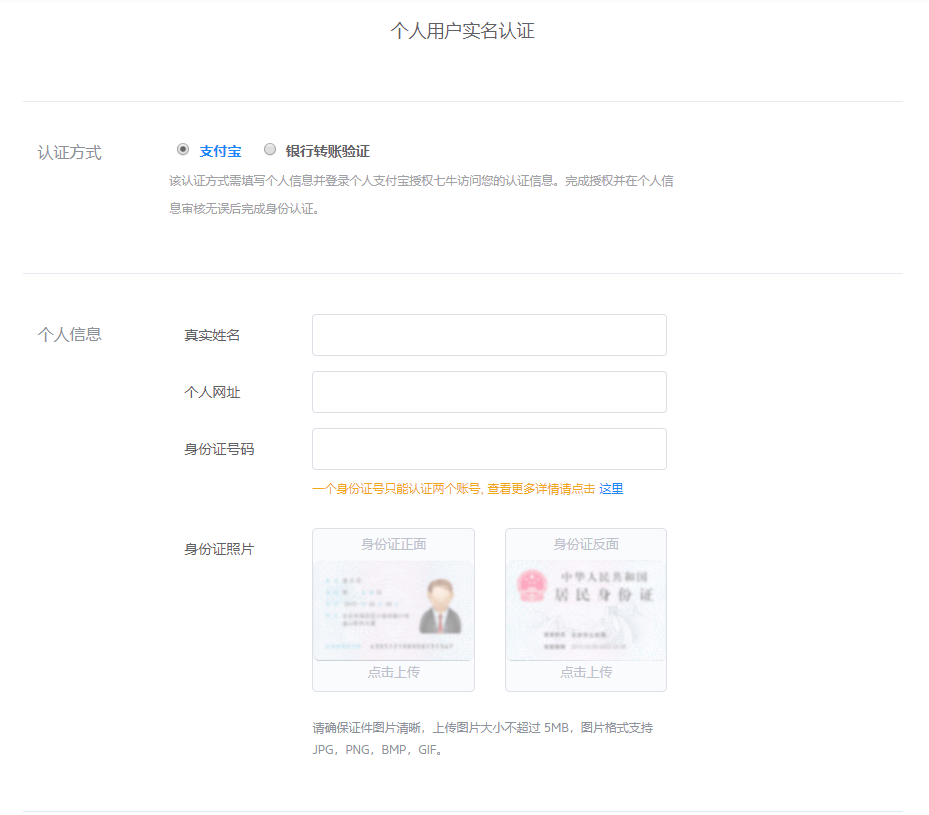 个人用户实名认证
认证方式
支付宝 银行转账验证
该认证方式需填写个人信息并登录个人支付宝授权七牛访问您的认证信息。完成授权并在个人信
息审核无误后完成身份认证。
个人信息
真实姓名
个人网址
身份证号码
一个身份证号只能认证两个账号, 查看更多详情请点击 这里
身份证照片
身份证正面
点击上传
身份证反面
中华人民共和国
居民身份证
点击上传
请确保证件图片清晰，上传图片大小不超过 5MB，图片格式支持
JPG，PNG，BMP，GIF。